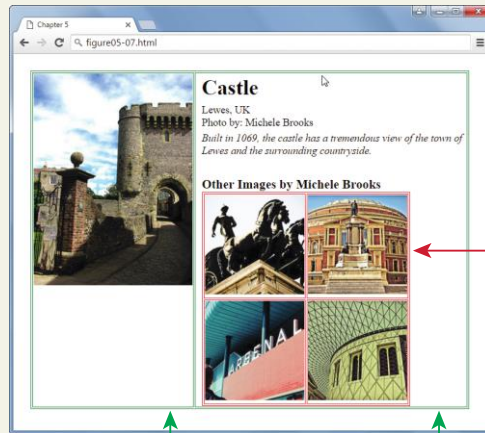 Chapter 5
figure05-07.html
Castle
Lewes, UK
Photo by: Michele Brooks
Built in 1069, the castle has a tremendous view of the town of
Lewes and the surrounding countryside.
Other Images by Michele Brooks
ARSENAL